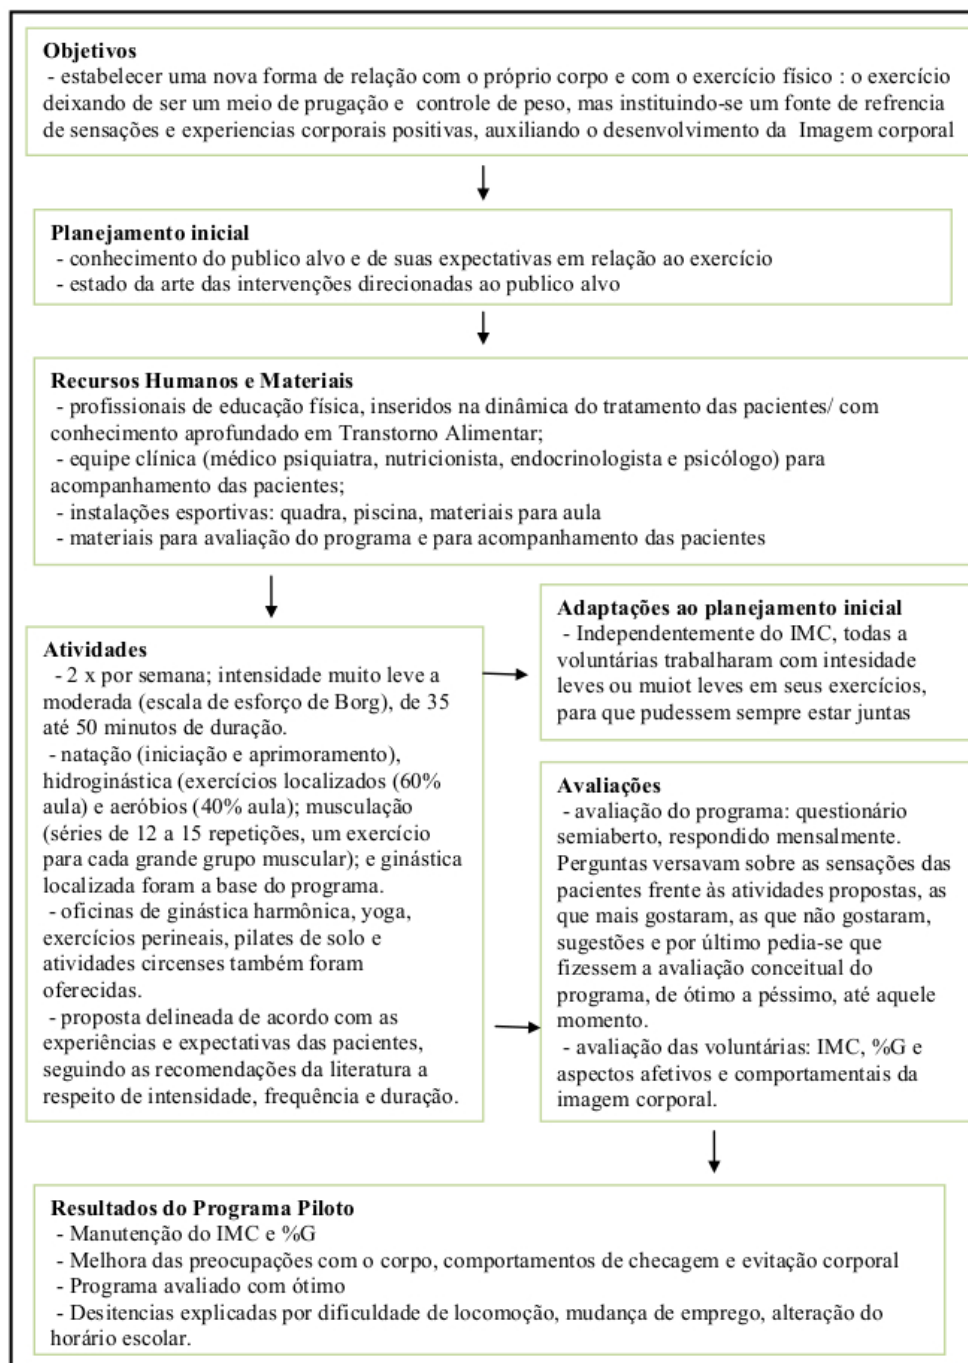 Objetivos
- estabelecer uma nova forma de relação com o próprio corpo e com o exercício físico : o exercício
deixando de ser um meio de prugação e controle de peso, mas instituindo-se um fonte de refrencia
de sensações e experiencias corporais positivas, auxiliando o desenvolvimento da Imagem corporal
Planejamento inicial
- conhecimento do publico alvo e de suas expectativas em relação ao exercício
- estado da arte das intervenções direcionadas ao publico alvo
Recursos Humanos e Materiais
- profissionais de educação física, inseridos na dinâmica do tratamento das pacientes/ com
conhecimento aprofundado em Transtorno Alimentar;
- equipe clínica (médico psiquiatra, nutricionista, endocrinologista e psicólogo) para
acompanhamento das pacientes;
- instalações esportivas: quadra, piscina, materiais para aula
- materiais para avaliação do programa e para acompanhamento das pacientes
Atividades
- 2 x por semana; intensidade muito leve a
moderada (escala de esforço de Borg), de 35
até 50 minutos de duração.
- natação (iniciação e aprimoramento),
hidroginástica (exercícios localizados (60%
aula) e aeróbios (40% aula); musculação
(séries de 12 a 15 repetições, um exercício
para cada grande grupo muscular); e ginástica
localizada foram a base do programa.
- oficinas de ginástica harmônica, yoga,
exercícios perineais, pilates de solo e
atividades circenses também foram
oferecidas.
- proposta delineada de acordo com as
experiências e expectativas das pacientes,
seguindo as recomendações da literatura a
respeito de intensidade, frequência e duração.
Adaptações ao planejamento inicial
- Independentemente do IMC, todas a
voluntárias trabalharam com intesidade
leves ou muiot leves em seus exercícios,
para que pudessem sempre estar juntas
Avaliações
- avaliação do programa: questionário
semiaberto, respondido mensalmente.
Perguntas versavam sobre as sensações das
pacientes frente às atividades propostas, as
que mais gostaram, as que não gostaram,
sugestões e por último pedia-se que
fizessem a avaliação conceitual do
programa, de ótimo a péssimo, até aquele
momento.
- avaliação das voluntárias: IMC, %G e
aspectos afetivos e comportamentais da
imagem corporal.
Resultados do Programa Piloto
- Manutenção do IMC e %G
- Melhora das preocupações com o corpo, comportamentos de checagem e evitação corporal
- Programa avaliado com ótimo
- Desitencias explicadas por dificuldade de locomoção, mudança de emprego, alteração do
horário escolar.